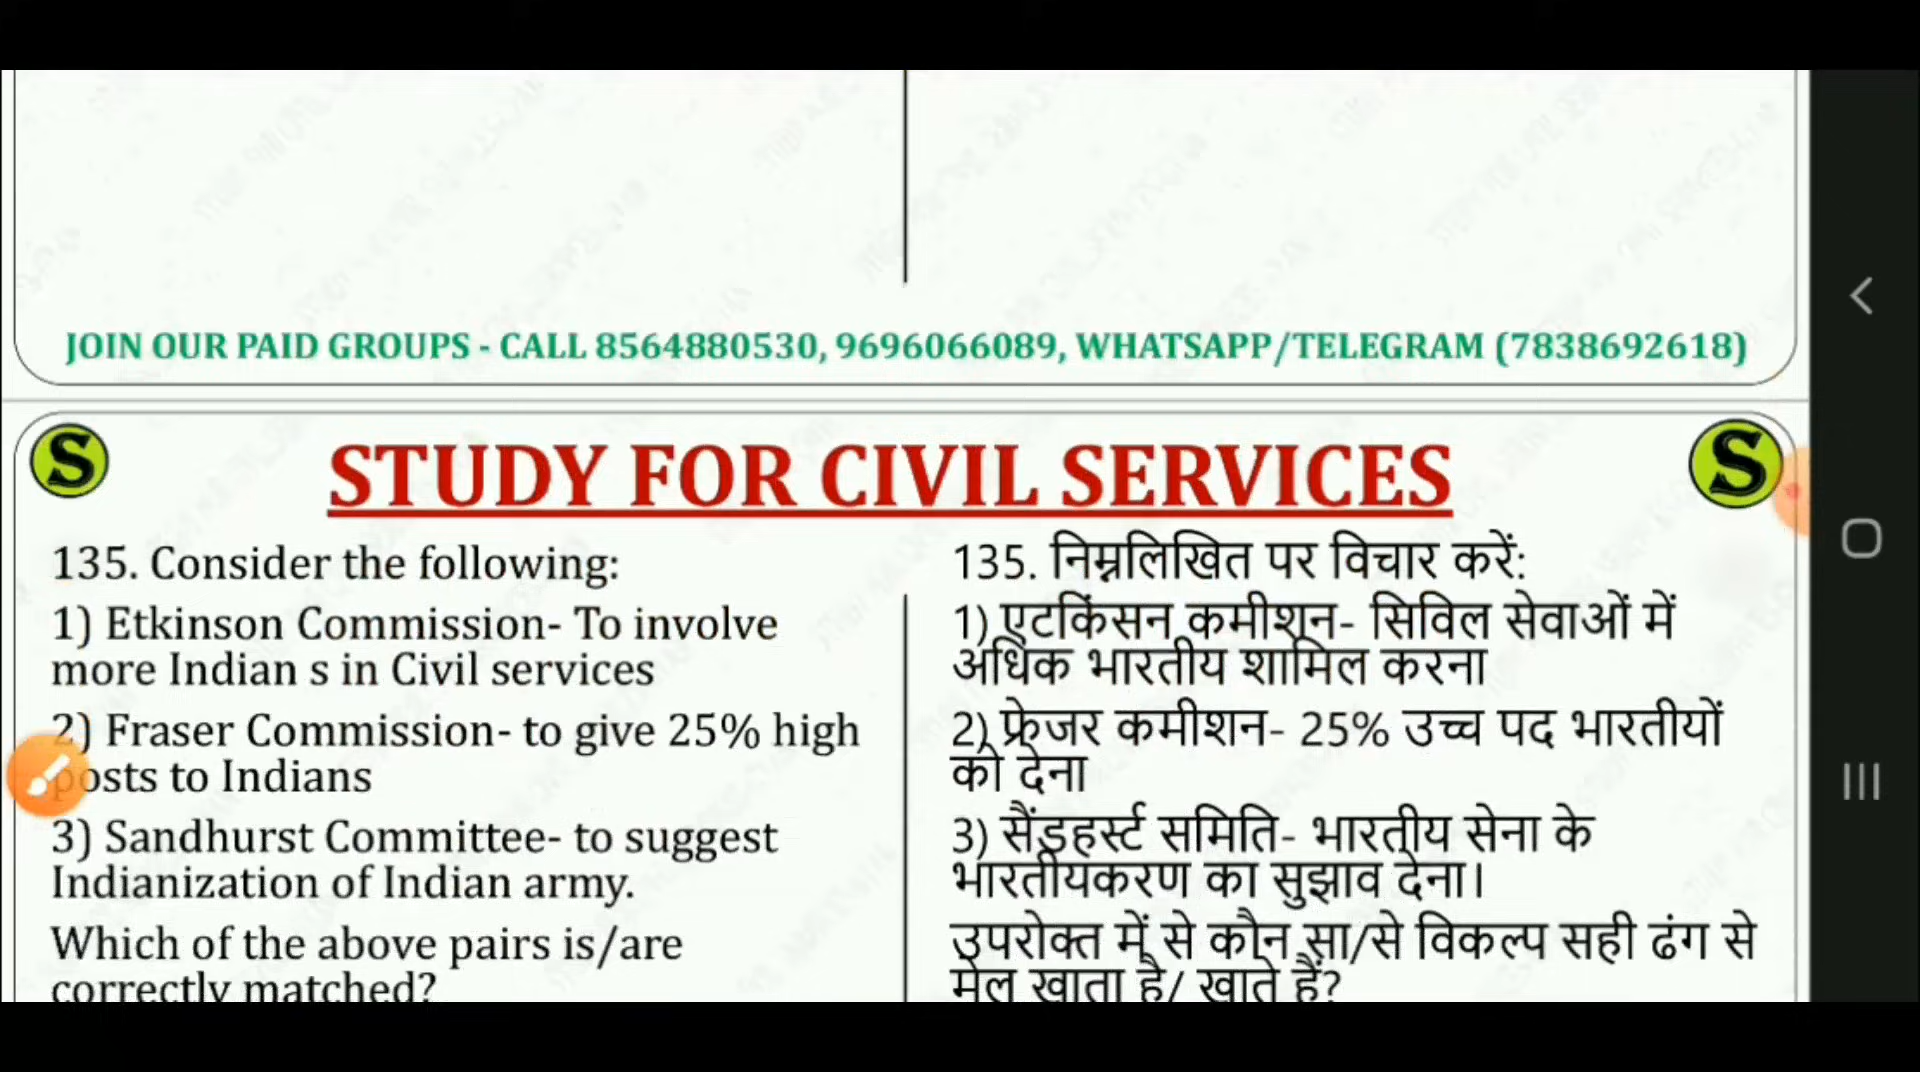 JOIN OUR PAID GROUPS - CALL 8564880530, 9696066089, WHATSAPP/TELEGRAM (7838692618)
S
STUDY FOR CIVIL SERVICES
S
135. Consider the following:
1) Etkinson Commission- To involve
more Indian s in Civil services
2) Fraser Commission- to give 25% high
posts to Indians
3) Sandhurst Committee- to suggest
Indianization of Indian army.
Which of the above pairs is/are
correctly matched?
135. निम्नलिखित पर विचार करें:
1) एटकिंसन कमीशन- सिविल सेवाओं में
अधिक भारतीय शामिल करना
2) फ्रेजर कमीशन- 25% उच्च पद भारतीयों
को देना
3) सैंडहर्स्ट समिति- भारतीय सेना के
भारतीयकरण का सुझाव देना।
उपरोक्त में से कौन सा/से विकल्प सही ढंग से
मेल खाता है/ खाते हैं?